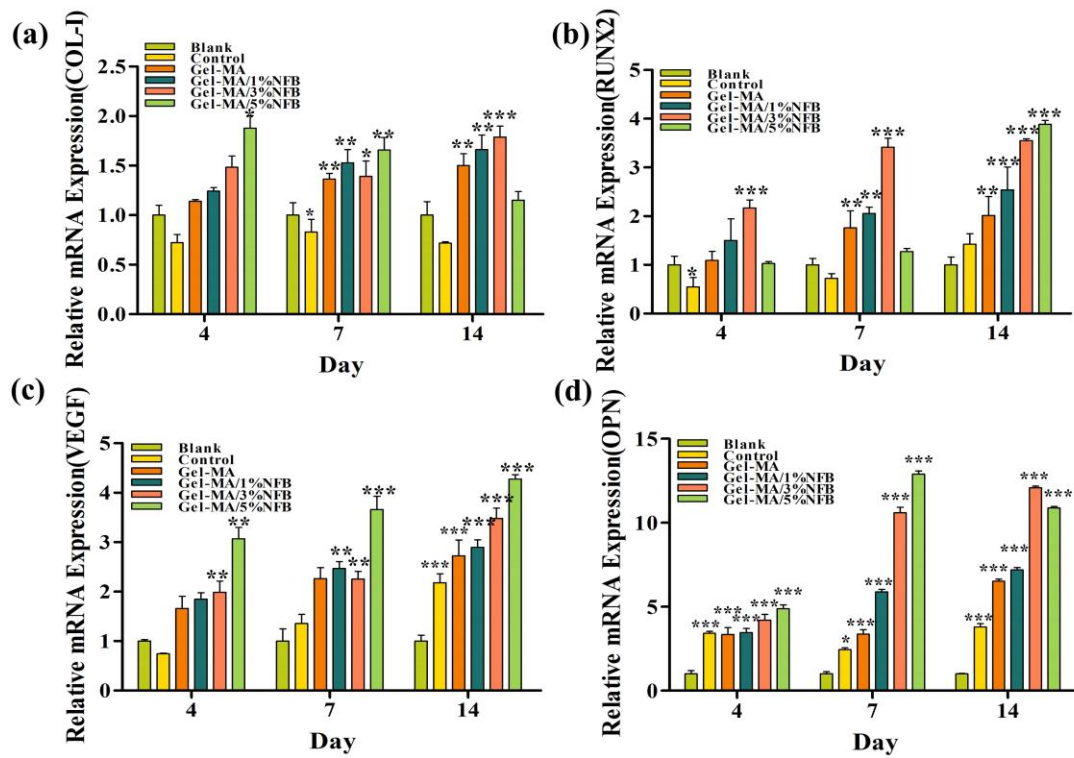 (a)
Relative mRNA Expression(COL-I)
Blank
Control
Gel-MA
Gel-MA/1%NFB
Gel-MA/3%NFB
Gel-MA/5%NFB
2.5
2.0
1.5
1.0
0.5
0.0
*
*
**
**
*
**
**
**
***
4
7
14
Day
(b)
Relative mRNA Expression(RUNX2)
Blank
Control
Gel-MA
Gel-MA/1%NFB
Gel-MA/3%NFB
Gel-MA/5%NFB
5
4
3
2
1
0
*
***
**
**
***
**
***
***
***
4
7
14
Day
(c)
Relative mRNA Expression(VEGF)
Blank
Control
Gel-MA
Gel-MA/1%NFB
Gel-MA/3%NFB
Gel-MA/5%NFB
5
4
3
2
1
0
**
**
**
**
***
***
***
***
***
***
4
7
14
Day
(d)
Relative mRNA Expression(OPN)
Blank
Control
Gel-MA
Gel-MA/1%NFB
Gel-MA/3%NFB
Gel-MA/5%NFB
15
10
5
0
***
***
***
***
***
*
***
***
***
***
***
***
***
***
***
4
7
14
Day